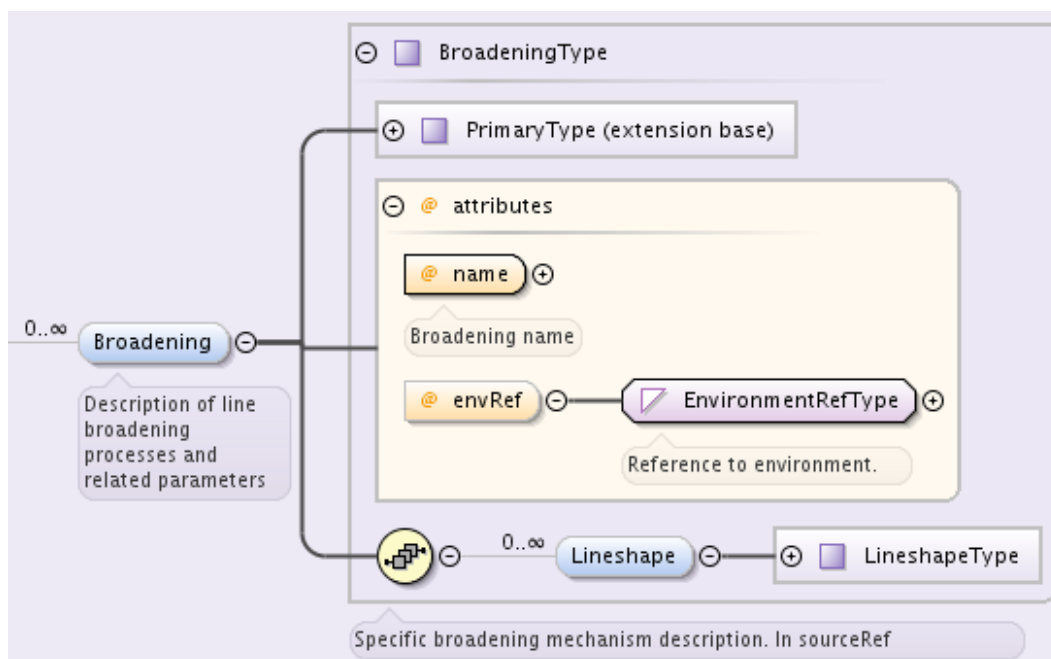 BroadeningType
PrimaryType (extension base)
@ attributes
@ name
Broadening name
0..∞
Broadening
@ envRef
EnvironmentRefType
Description of line
broadening
processes and
related parameters
Reference to environment.
0..∞
Lineshape
LineshapeType
Specific broadening mechanism description. In sourceRef